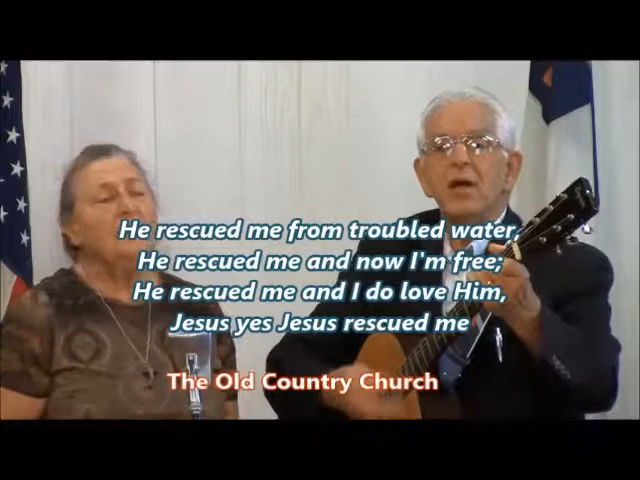 He rescued me from troubled water,
He rescued me and now I'm free;
He rescued me and I do love Him,
Jesus yes Jesus rescued me
The Old Country Church